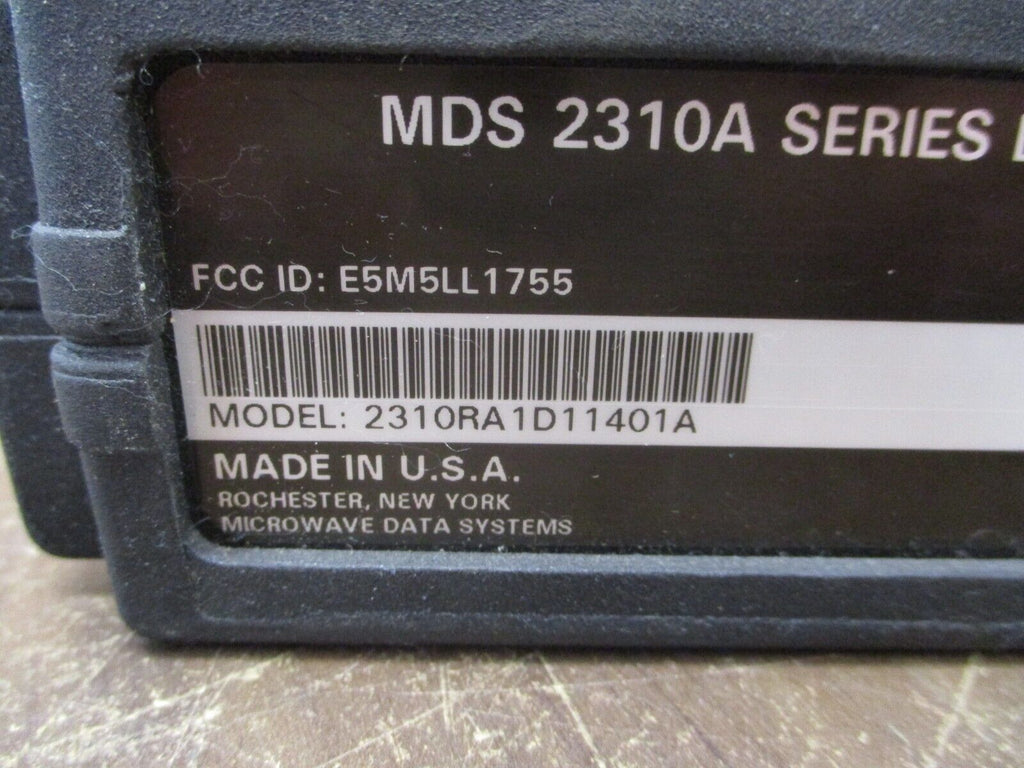 MDS 2310A SERIES
FCC ID: E5M5LL1755
MODEL: 2310RA1D11401A
MADE IN U.S.A.
ROCHESTER, NEW YORK
MICROWAVE DATA SYSTEMS